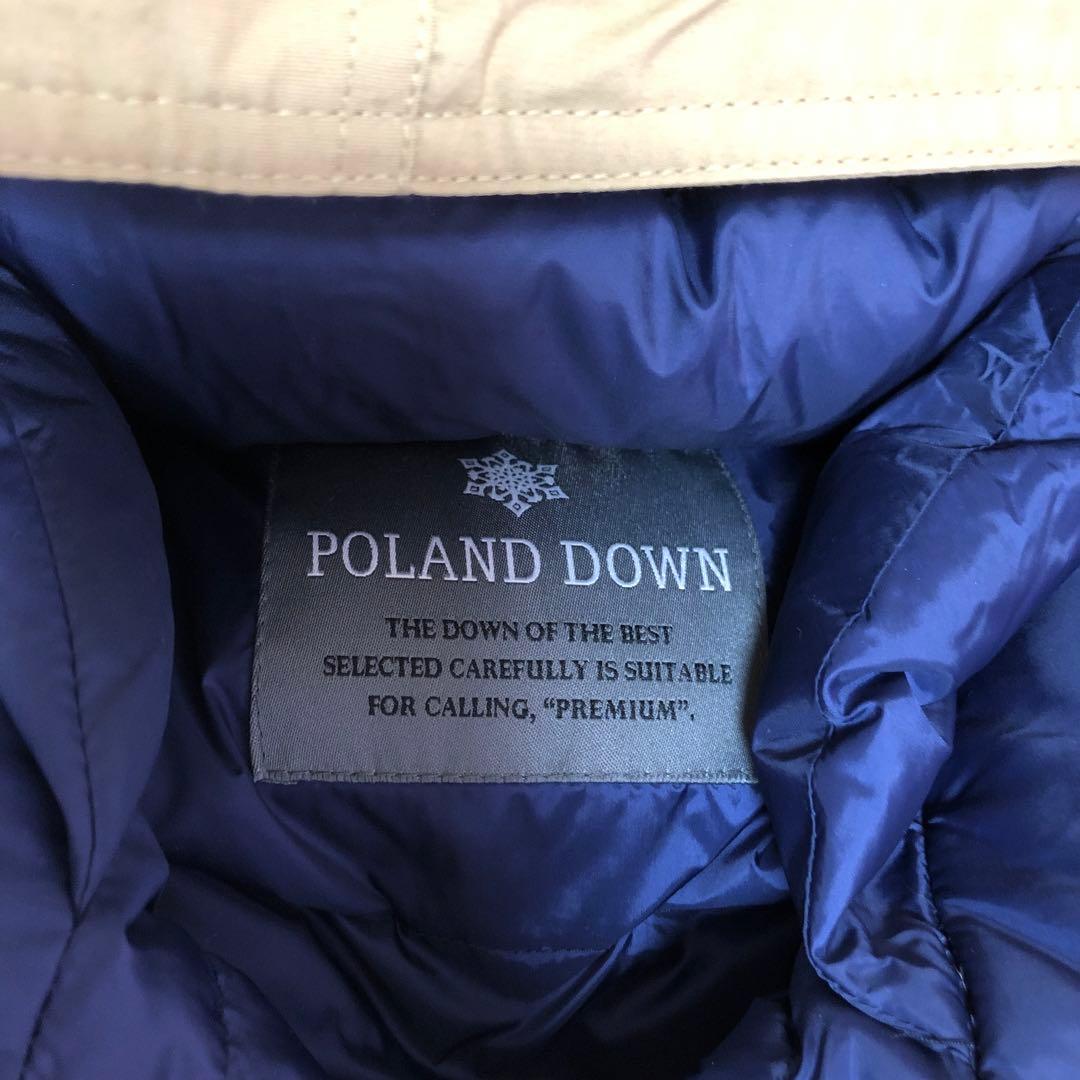 POLAND DOWN
THE DOWN OF THE BEST
SELECTED CAREFULLY IS SUITABLE
FOR CALLING, “PREMIUM”.